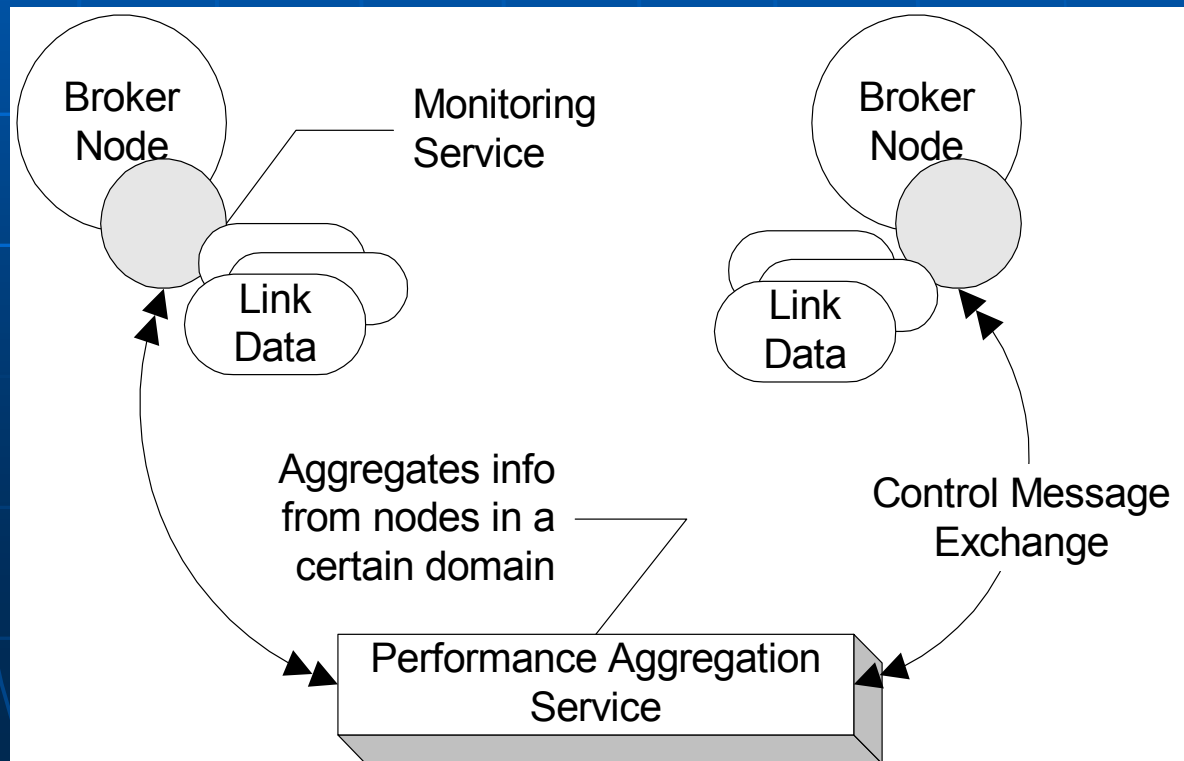 Broker
Node
Monitoring
Service
Broker
Node
Link
Data
Link
Data
Aggregates info
from nodes in a
certain domain
Control Message
Exchange
Performance Aggregation
Service